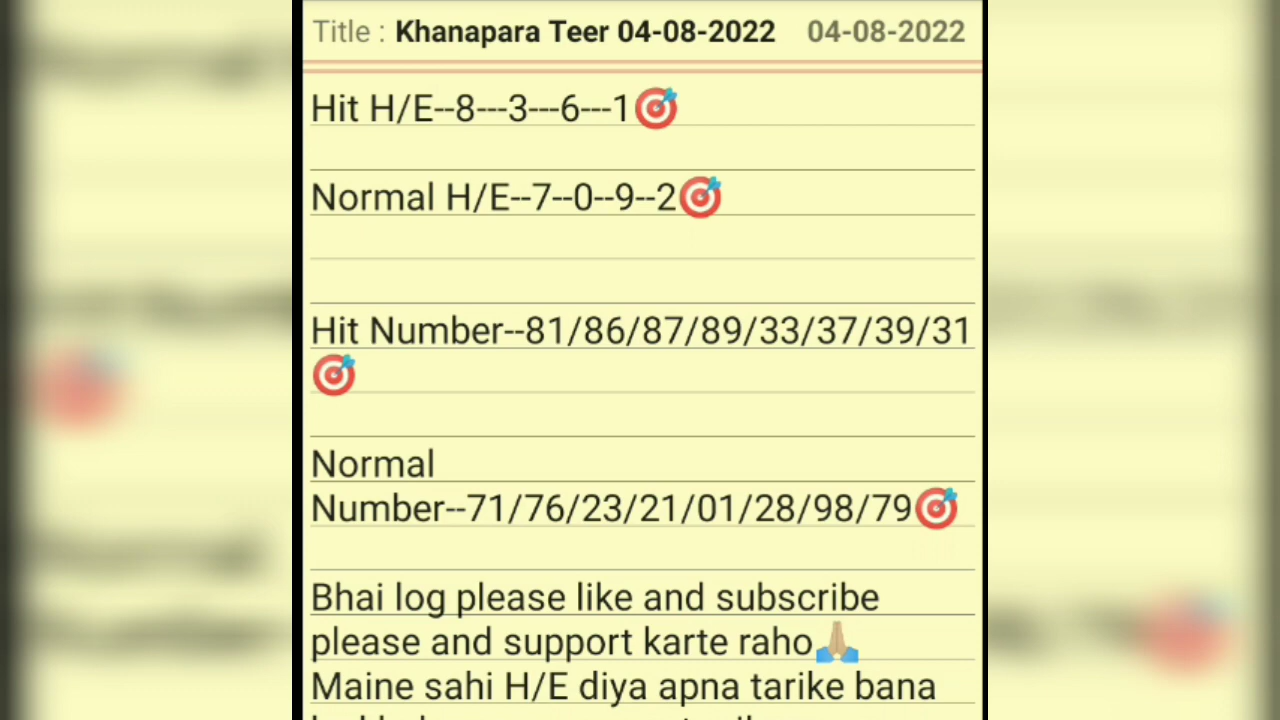 Title : Khanapara Teer 04-08-2022 04-08-2022
Hit H/E--8---3---6---1🎯
Normal H/E--7--0--9--2🎯
Hit Number--81/86/87/89/33/37/39/31
🎯
Normal
Number--71/76/23/21/01/28/98/79🎯
Bhai log please like and subscribe
please and support karte raho🙏🏼
Maine sahi H/E diya apna tarike bana